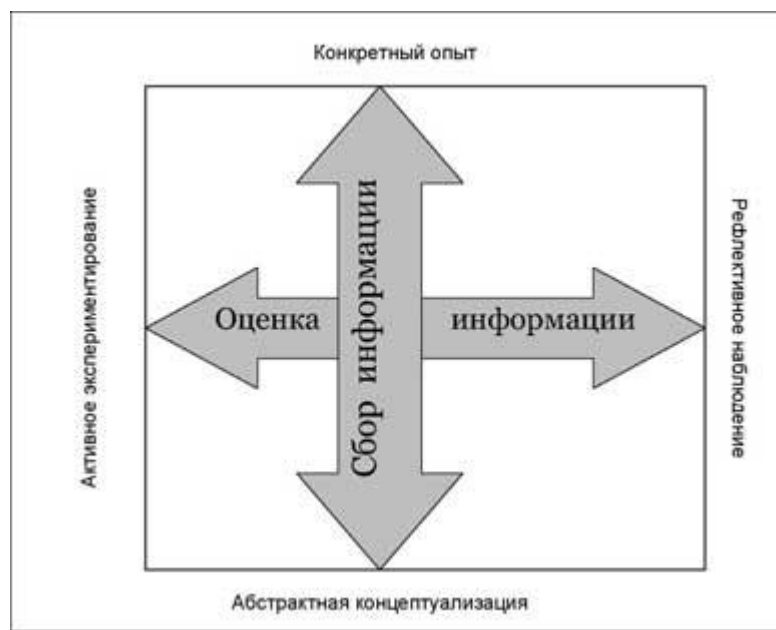 Конкретный опыт
Активное экспериментирование
Сбор информации
Оценка информации
Рефлективное наблюдение
Абстрактная концептуализация